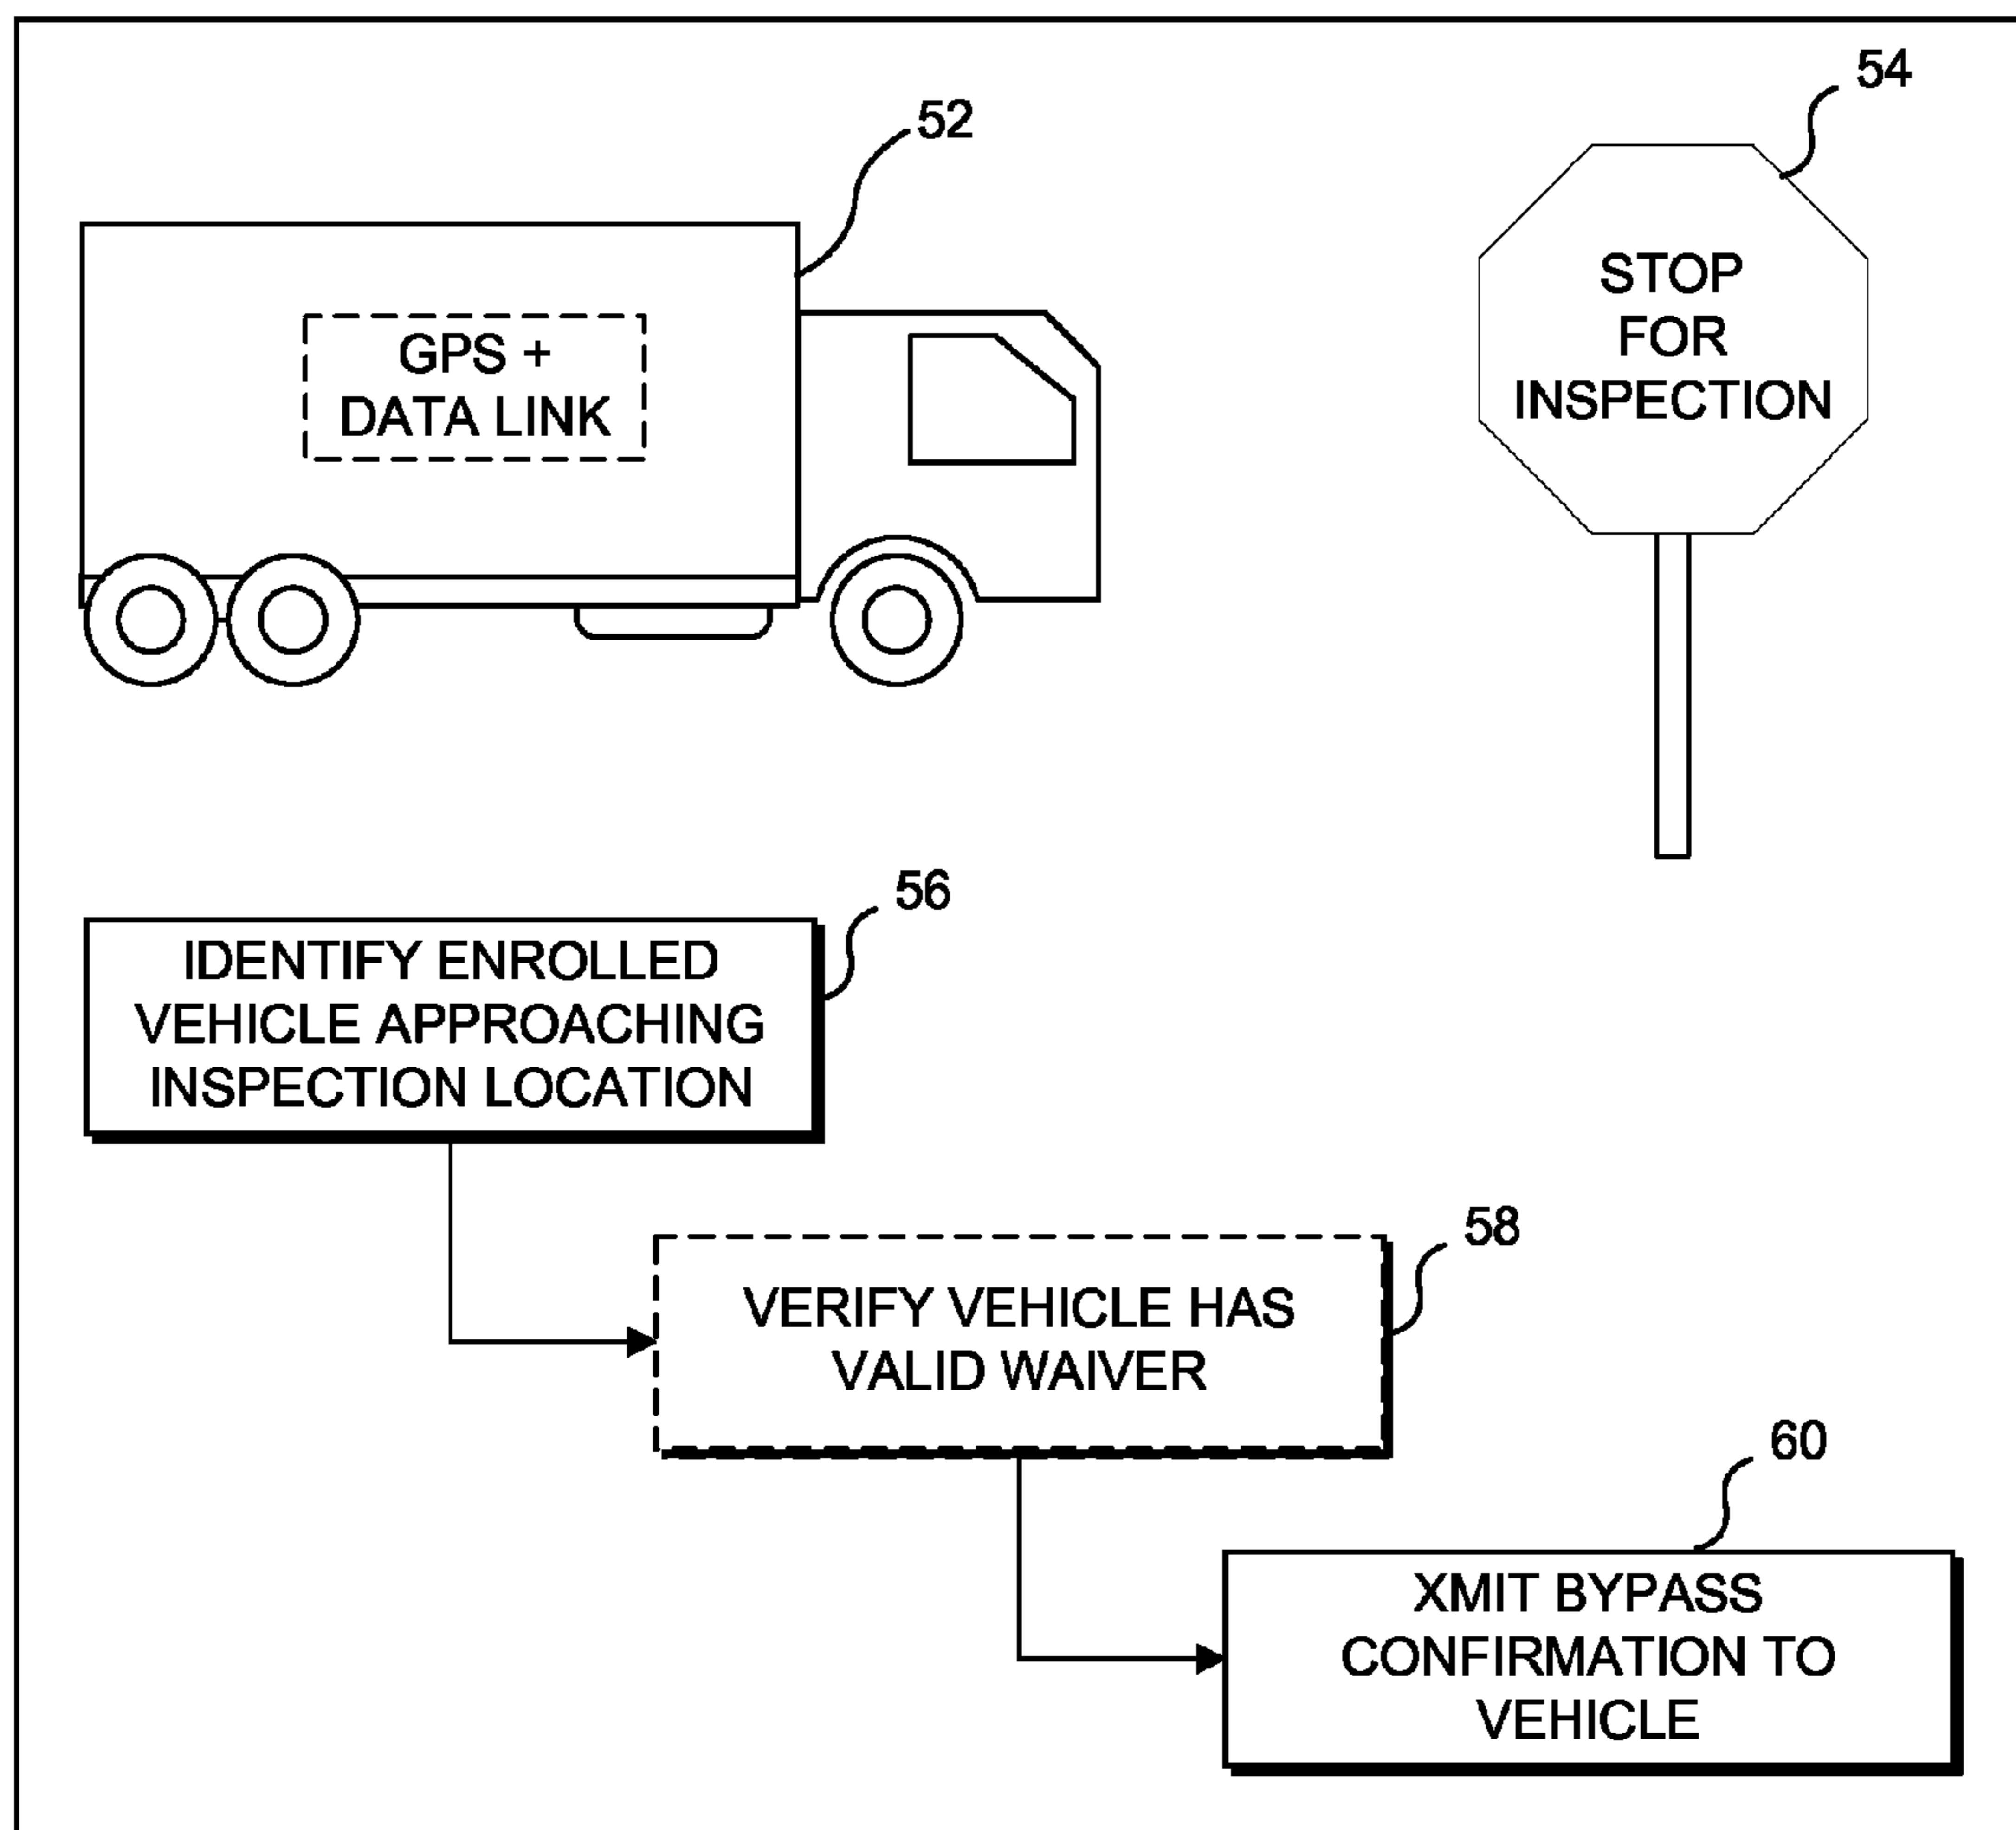 52
54
GPS +
DATA LINK
STOP
FOR
INSPECTION
56
IDENTIFY ENROLLED
VEHICLE APPROACHING
INSPECTION LOCATION
58
VERIFY VEHICLE HAS
VALID WAIVER
60
XMIT BYPASS
CONFIRMATION TO
VEHICLE